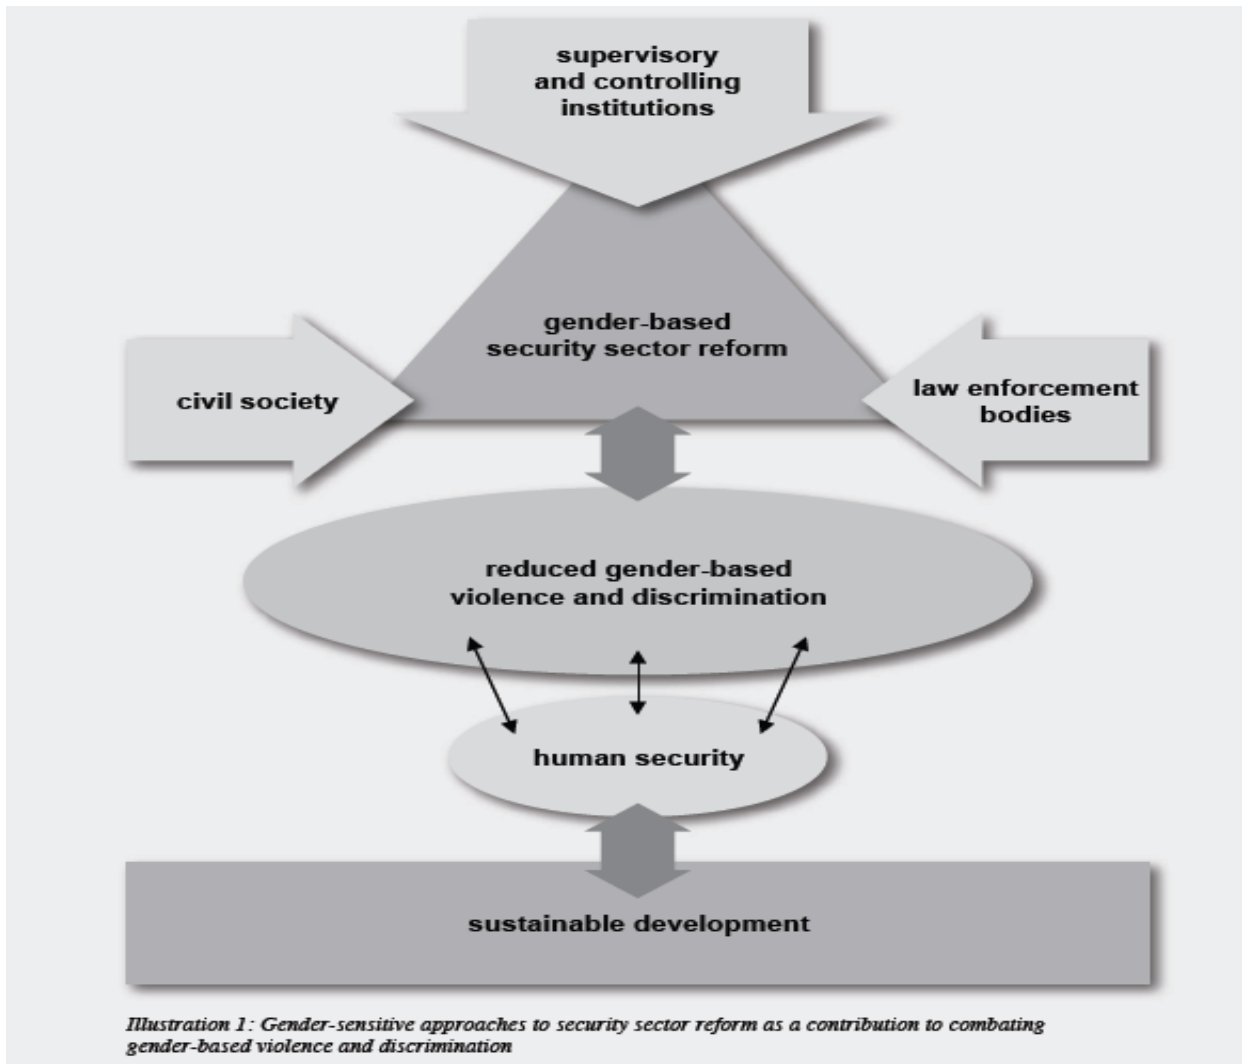 supervisory
and controlling
institutions
gender-based
security sector reform
civil society
law enforcement
bodies
reduced gender-based
violence and discrimination
human security
sustainable development
Illustration 1: Gender-sensitive approaches to security sector reform as a contribution to combating
gender-based violence and discrimination